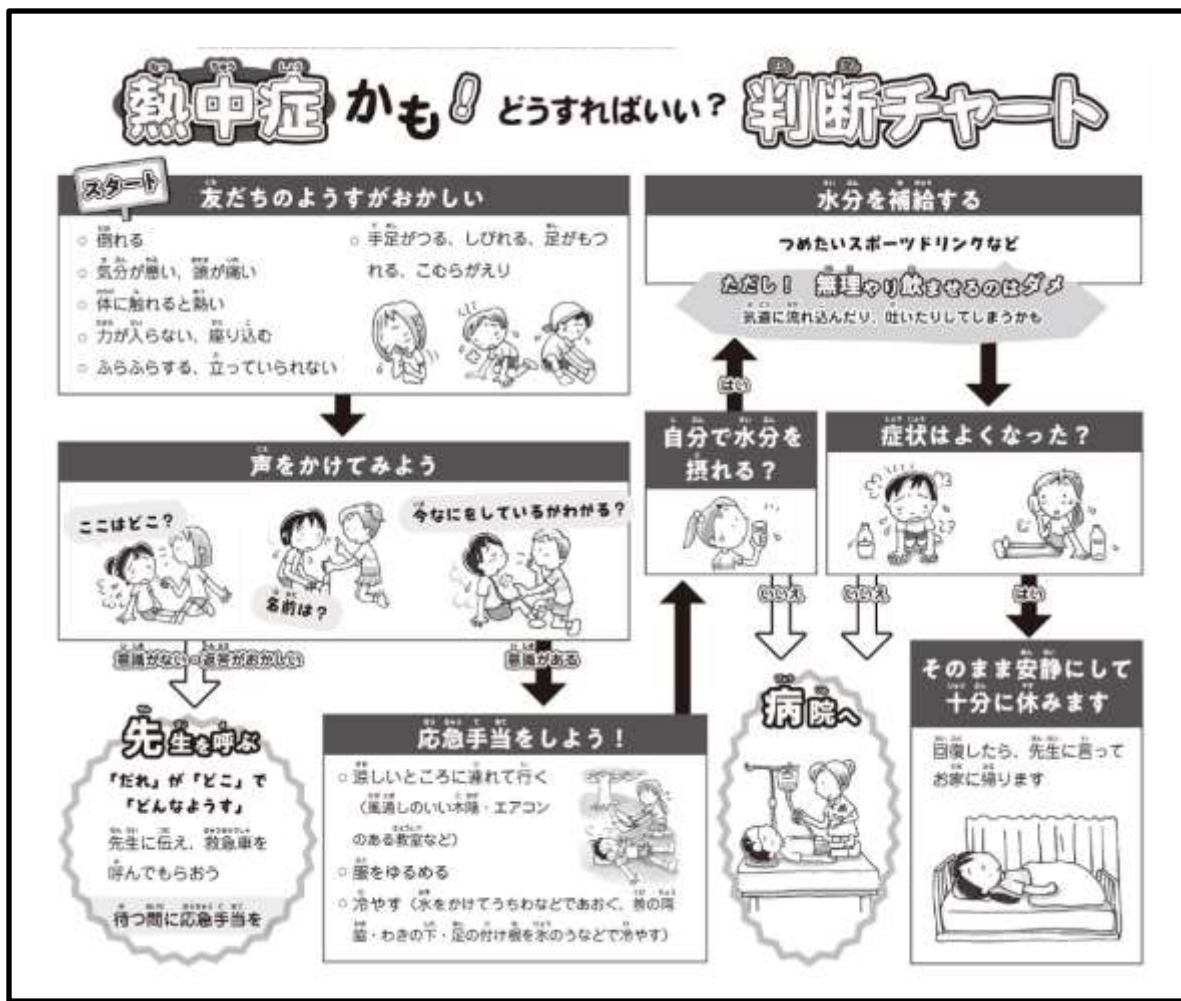 熱中症かも！どうすればいい？判断チャート
スタート
友だちのようすがおかしい
○ 倒れる
○ 気分が悪い、頭が痛い
○ 体に触れると熱い
○ 力が入らない、座り込む
○ ふらふらする、立っていられない
○ 手足がつる、しびれる、足がもつ
れる、こむらがえり
声をかけてみよう
ここはどこ？
名前は？
今なにをしているかわかる？
意識がない・返答がおかしい
意識がある
先生を呼ぶ
「だれ」が「どこ」で
「どんなようす」
先生に伝え、救急車を
呼んでもらおう
待つ間に応急手当を
応急手当をしよう！
○ 涼しいところに連れて行く
（風通しのいい木陰・エアコン
のある教室など）
○ 服をゆるめる
○ 冷やす（水をかけてうちわなどであおぐ、首の両
脇・わきの下・足の付け根を氷のうなどで冷やす）
自分で水分を
摂れる？
はい
いいえ
水分を補給する
つめたいスポーツドリンクなど
ただし！ 無理やり飲ませるのはダメ
気道に流れ込んだり、吐いたりしてしまうかも
症状はよくなった？
いいえ
はい
病院へ
そのまま安静にして
十分に休みます
回復したら、先生に言って
お家に帰ります